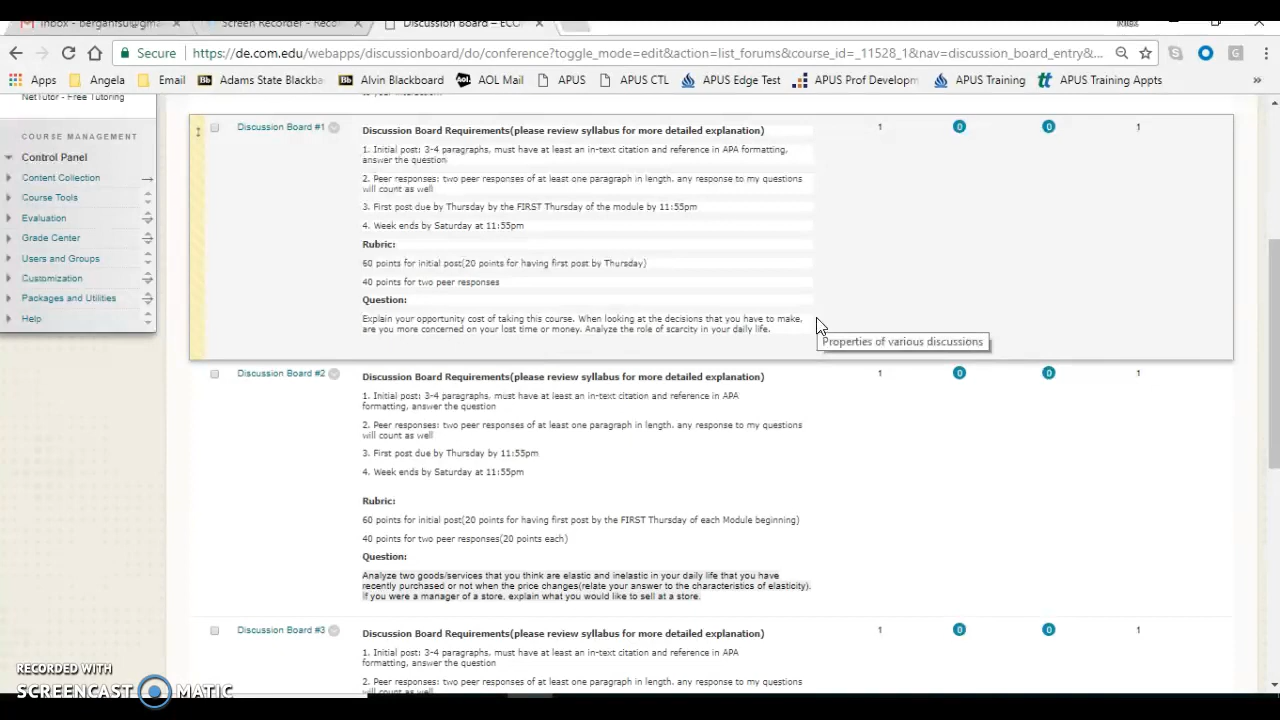 Inbox - bergansu@gma
Screen Recorder - Reco
Discussion Board – ECO
Secure
https://de.com.edu/webapps/discussionboard/do/conference?toggle_mode=edit&action=list_forums&course_id=_11528_1&nav=discussion_board_entry&...
Apps
Angela
Email
Adams State Blackba
Alvin Blackboard
AOL Mail
APUS
APUS CTL
APUS Edge Test
APUS Prof Developm
APUS Training
APUS Training Apports
NetTutor - Free Tutoring
COURSE MANAGEMENT
Control Panel
Content Collection
Course Tools
Evaluation
Grade Center
Users and Groups
Customization
Packages and Utilities
Help
Discussion Board #1
Discussion Board Requirements(please review syllabus for more detailed explanation)
1 0 0 1
1. Initial post: 3-4 paragraphs, must have at least an in-text citation and reference in APA formatting,
answer the question
2. Peer responses: two peer responses of at least one paragraph in length. any response to my questions
will count as well
3. First post due by Thursday by the FIRST Thursday of the module by 11:55pm
4. Week ends by Saturday at 11:55pm
Rubric:
60 points for initial post(20 points for having first post by Thursday)
40 points for two peer responses
Question:
Explain your opportunity cost of taking this course. When looking at the decisions that you have to make,
are you more concerned on your lost time or money. Analyze the role of scarcity in your daily life.
Properties of various discussions
Discussion Board #2
Discussion Board Requirements(please review syllabus for more detailed explanation)
1 0 0 1
1. Initial post: 3-4 paragraphs, must have at least an in-text citation and reference in APA
formatting, answer the question
2. Peer responses: two peer responses of at least one paragraph in length. any response to my questions
will count as well
3. First post due by Thursday by 11:55pm
4. Week ends by Saturday at 11:55pm
Rubric:
60 points for initial post(20 points for having first post by the FIRST Thursday of each Module beginning)
40 points for two peer responses(20 points each)
Question:
Analyze two goods/services that you think are elastic and inelastic in your daily life that you have
recently purchased or not when the price changes(relate your answer to the characteristics of elasticity).
If you were a manager of a store, explain what you would like to sell at a store.
Discussion Board #3
Discussion Board Requirements(please review syllabus for more detailed explanation)
1 0 0 1
1. Initial post: 3-4 paragraphs, must have at least an in-text citation and reference in APA
formatting, answer the question
2. Peer responses: two peer responses of at least one paragraph in length. any response to my questions
will count as well
RECORDED WITH
SCREENCAST MATIC